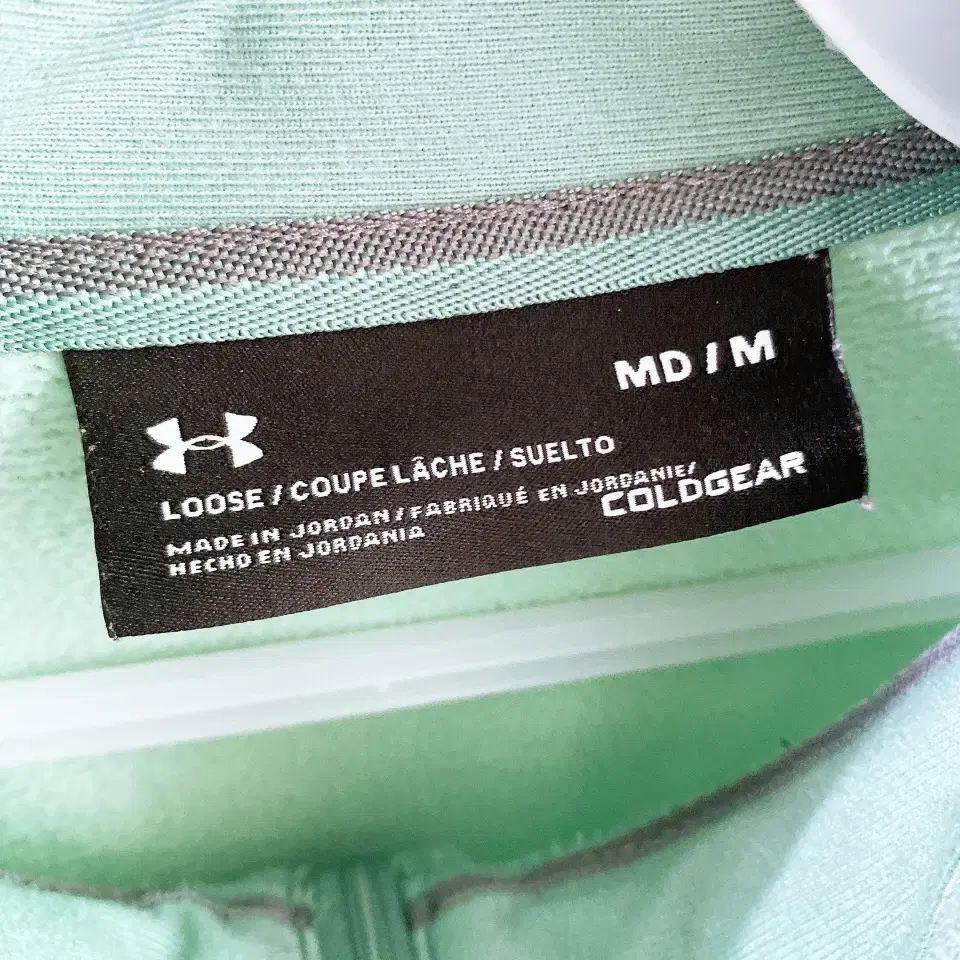 MD / M
LOOSE / COUPE LÂCHE / SUELTO
MADE IN JORDAN / FABRIQUÉ EN JORDANIE/
HECHO EN JORDANIA
COLDGEAR